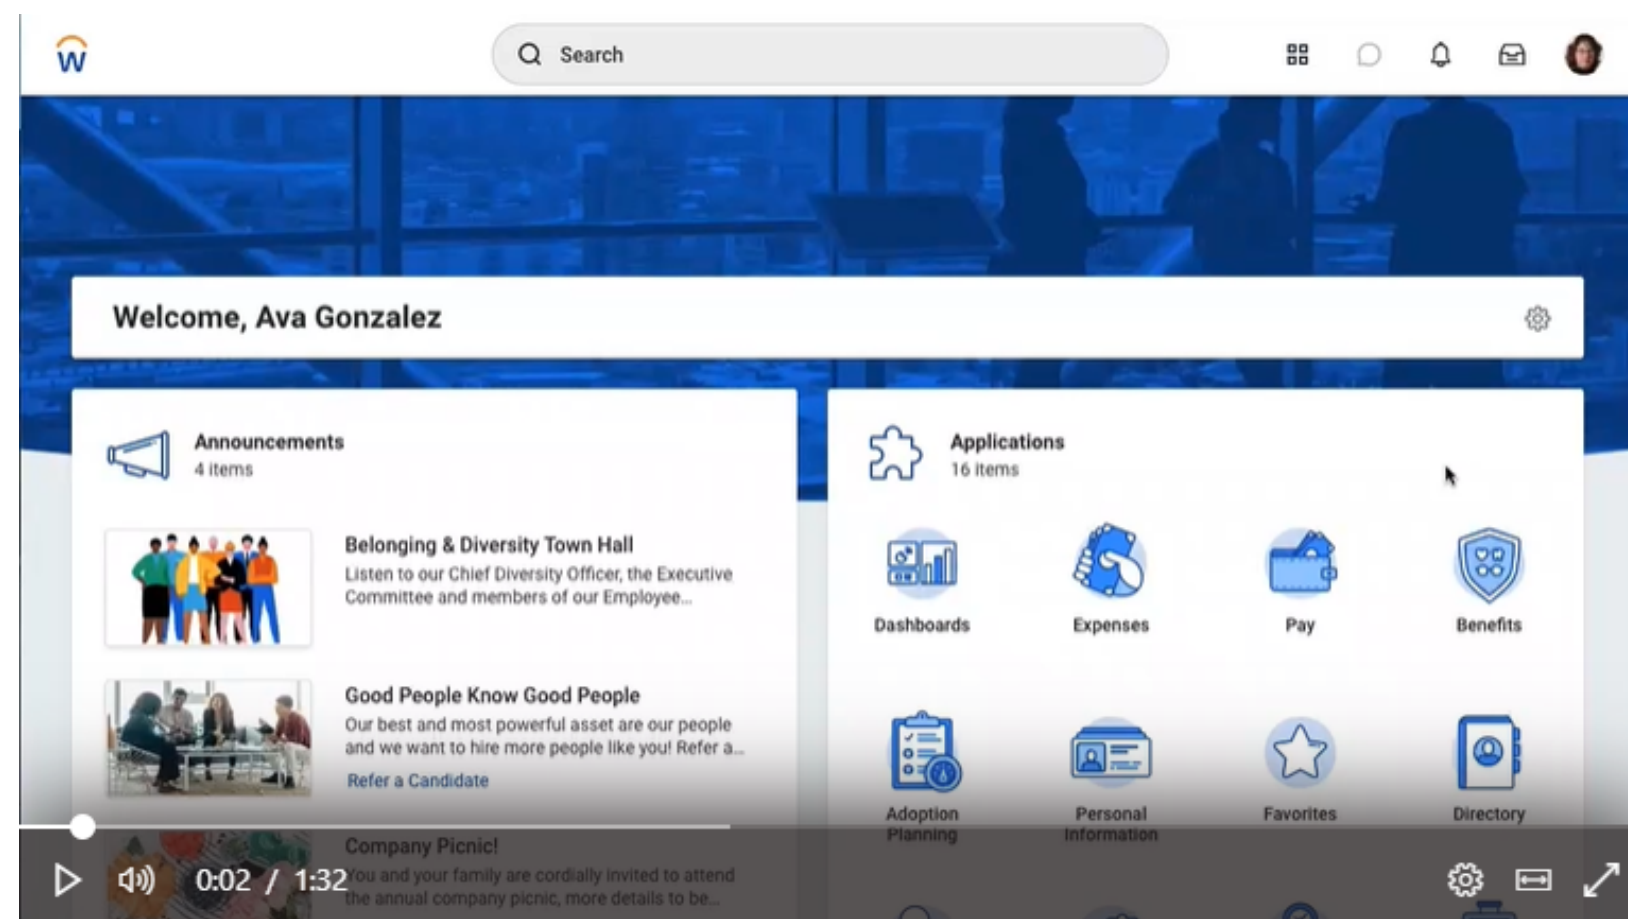 W
Search
Welcome, Ava Gonzalez
Announcements
4 items
Belonging & Diversity Town Hall
Listen to our Chief Diversity Officer, the Executive
Committee and members of our Employee...
Good People Know Good People
Our best and most powerful asset are our people
and we want to hire more people like you! Refer a...
Refer a Candidate
Company Picnic!
You and your family are cordially invited to attend
the annual company picnic, more details to be...
Applications
16 items
Dashboards
Expenses
Pay
Benefits
Adoption
Planning
Personal
Information
Favorites
Directory
0:02 / 1:32